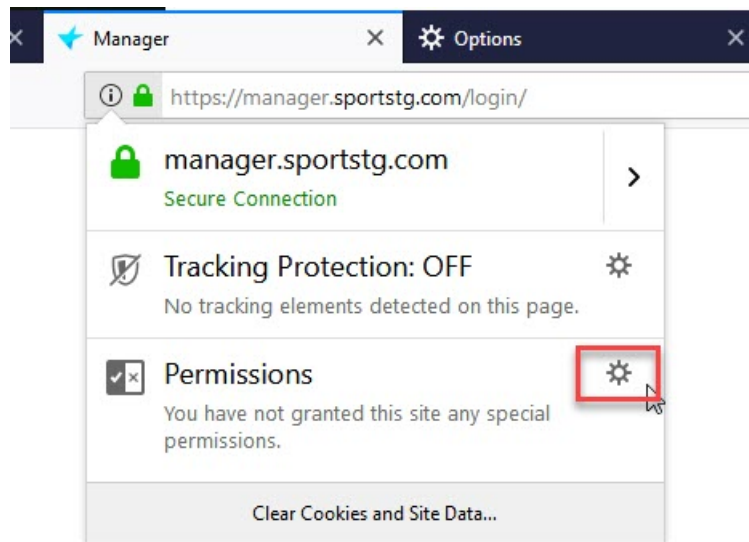 Manager
Options
https://manager.sportstg.com/login/
manager.sportstg.com
Secure Connection
Tracking Protection: OFF
No tracking elements detected on this page.
Permissions
You have not granted this site any special
permissions.
Clear Cookies and Site Data...